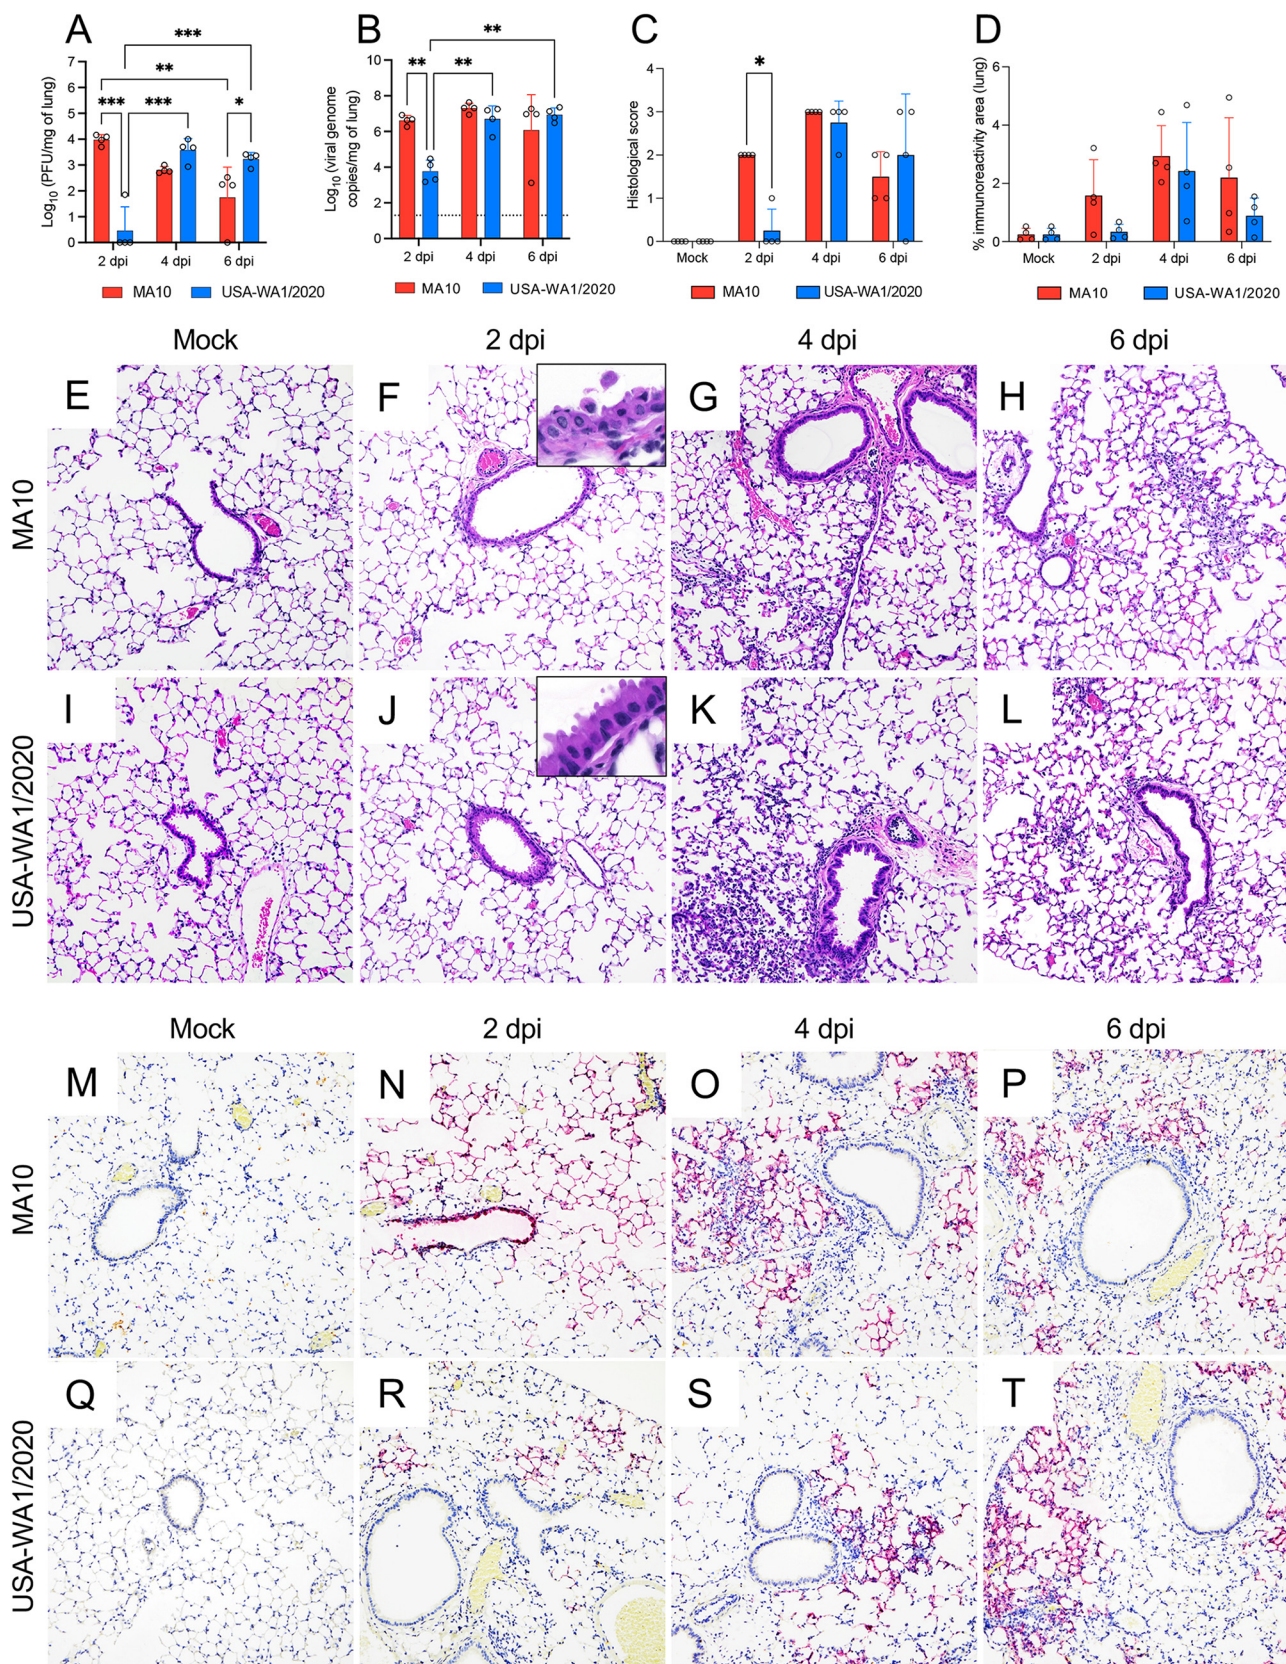 A
B
C
D
***
**
***
***
*
Log10 (PFU/mg of lung)
7
6
5
4
3
2
1
0
2 dpi
4 dpi
6 dpi
MA10
USA-WA1/2020
**
**
**
Log10 (viral genome
copies/mg of lung)
10
8
6
4
2
0
2 dpi
4 dpi
6 dpi
MA10
USA-WA1/2020
*
Histological score
4
3
2
1
0
Mock
2 dpi
4 dpi
6 dpi
MA10
USA-WA1/2020
% immunoreactivity area (lung)
6
4
2
0
Mock
2 dpi
4 dpi
6 dpi
MA10
USA-WA1/2020
Mock
2 dpi
4 dpi
6 dpi
MA10
E
F
G
H
USA-WA1/2020
I
J
K
L
Mock
2 dpi
4 dpi
6 dpi
MA10
M
N
O
P
USA-WA1/2020
Q
R
S
T